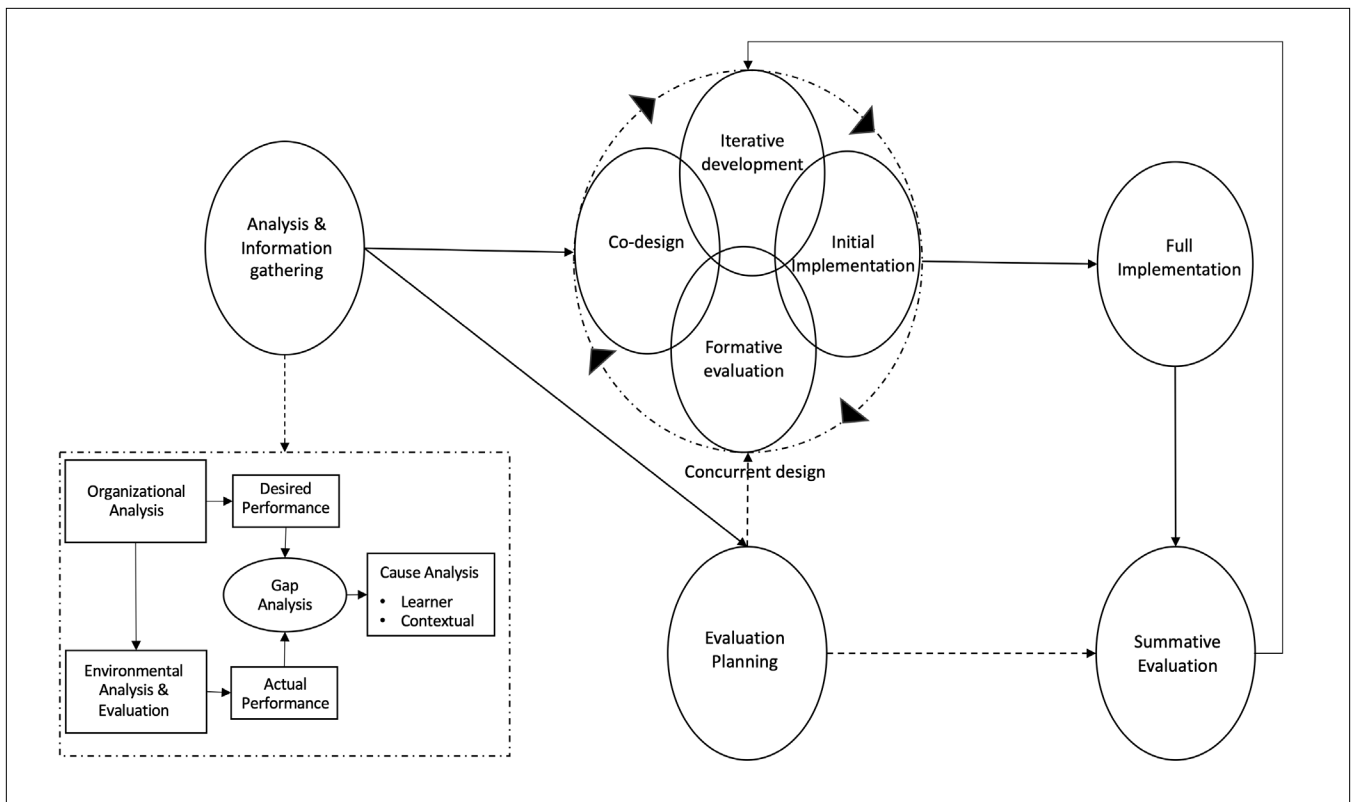 Iterative
development
Analysis &
Information
gathering
Co-design
Initial
Implementation
Full
Implementation
Formative
evaluation
Concurrent design
Organizational
Analysis
Desired
Performance
Gap
Analysis
Cause Analysis
• Learner
• Contextual
Environmental
Analysis &
Evaluation
Actual
Performance
Evaluation
Planning
Summative
Evaluation